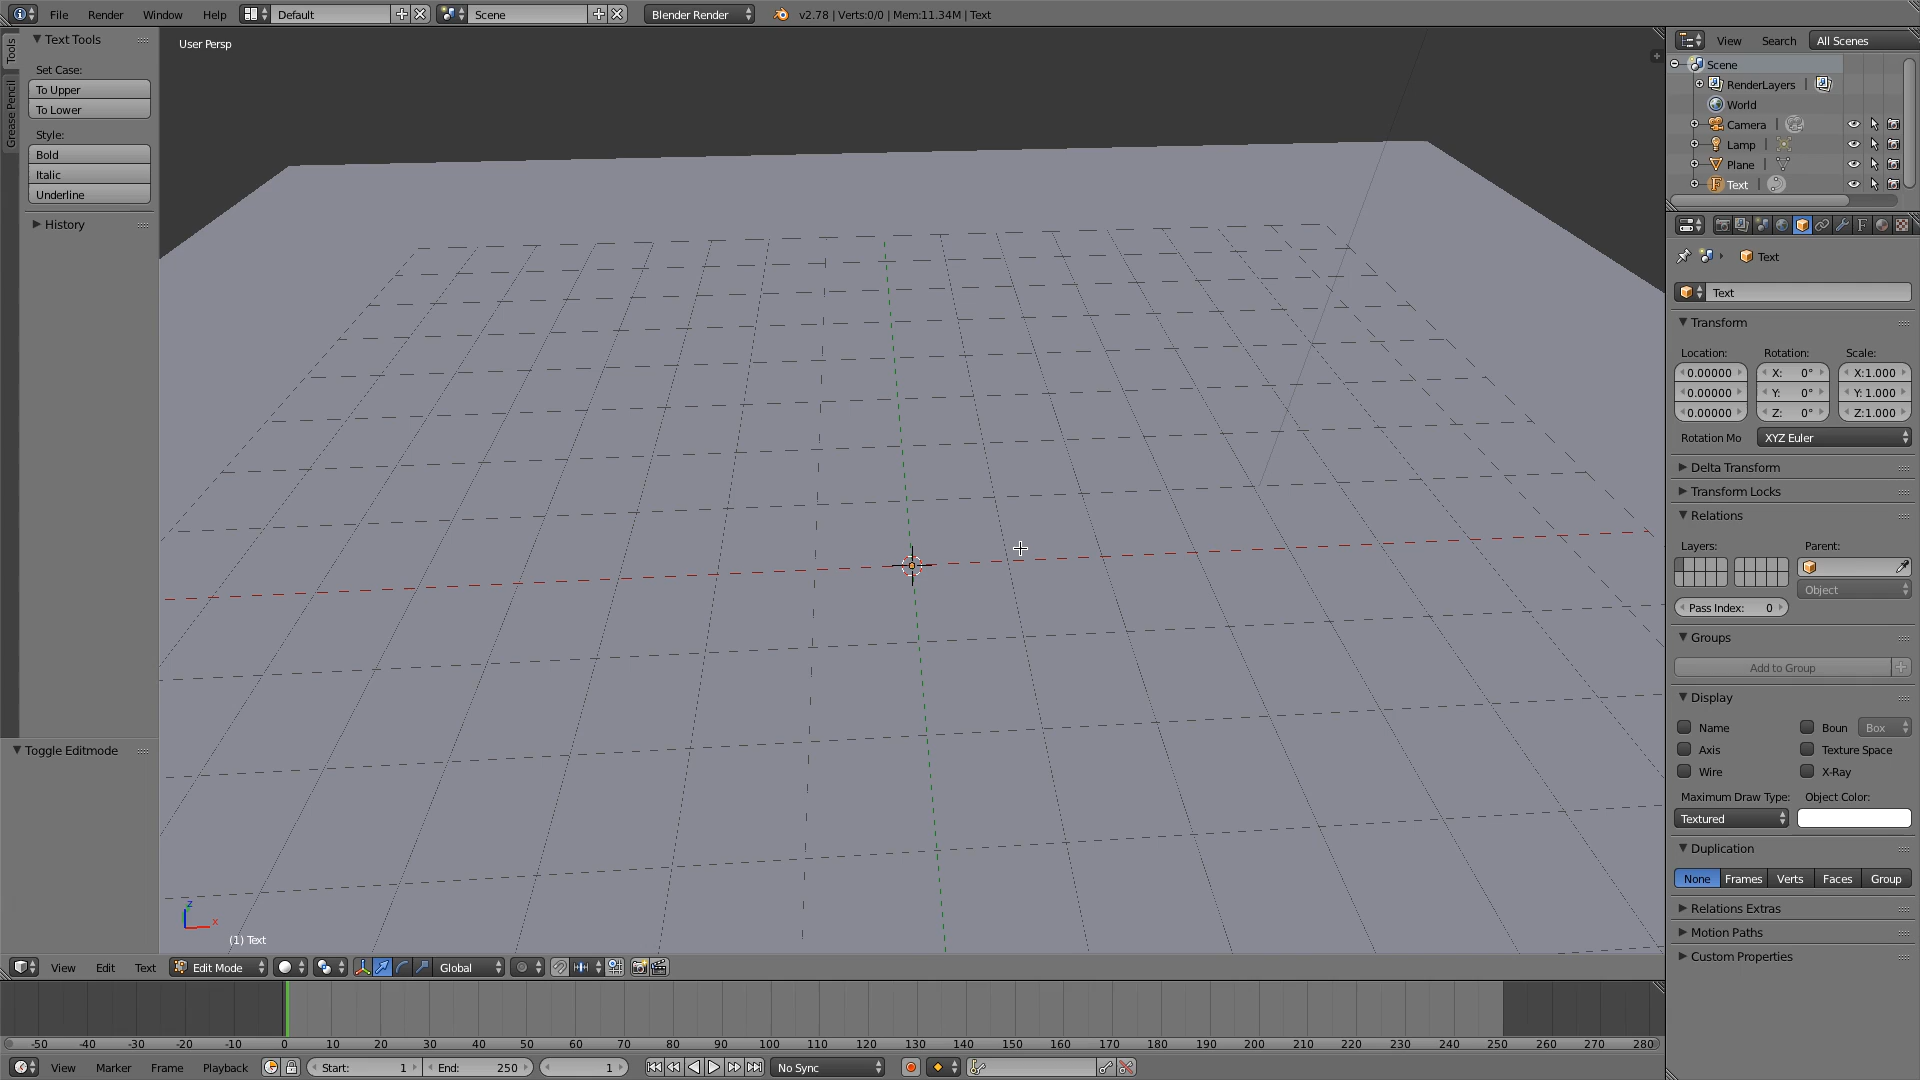 File Render Window Help Default Scene Blender Render v2.78 | Verts:0/0 | Mem:11.34M | Text
Text Tools
Set Case:
To Upper
To Lower
Style:
Bold
Italic
Underline
History
Tools
Grease Pencil
Toggle Editmode
User Persp
z
x
(1) Text
View Edit Text Edit Mode Global
-50 -40 -30 -20 -10 0 10 20 30 40 50 60 70 80 90 100 110 120 130 140 150 160 170 180 190 200 210 220 230 240 250 260 270 280
View Marker Frame Playback Start: 1 End: 250 1 No Sync
View Search All Scenes
Scene
RenderLayers |
World
Camera |
Lamp |
Plane |
Text |
Text
Text
Transform
Location: Rotation: Scale:
0.00000 X: 0° X:1.000
0.00000 Y: 0° Y: 1.000
0.00000 Z: 0° Z:1.000
Rotation Mo XYZ Euler
Delta Transform
Transform Locks
Relations
Layers: Parent:
Object
Pass Index: 0
Groups
Add to Group
Display
Name Boun Box
Axis Texture Space
Wire X-Ray
Maximum Draw Type: Object Color:
Textured
Duplication
None Frames Verts Faces Group
Relations Extras
Motion Paths
Custom Properties